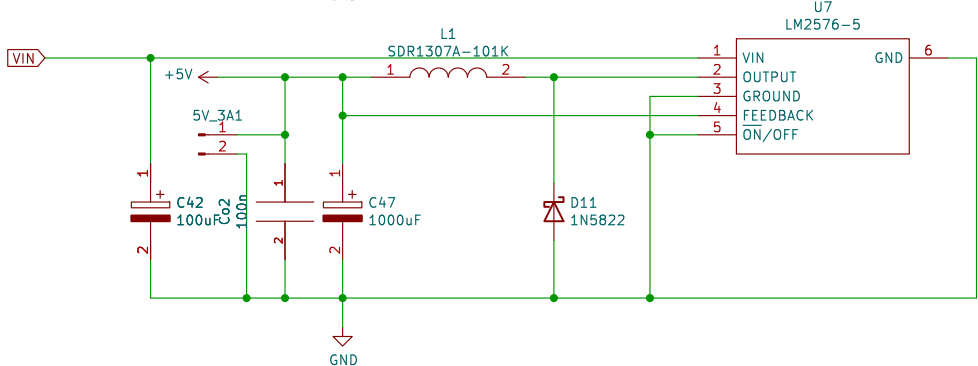 U7
LM2576-5
L1
SDR1307A-101K
VIN
1
VIN
GND
6
+5V
1
2
2
OUTPUT
3
GROUND
5V_3A1
4
FEEDBACK
1
5
ON/OFF
2
1
1
1
+
C42
100uF
Co2
100n
+
C47
1000uF
D11
1N5822
2
2
2
GND